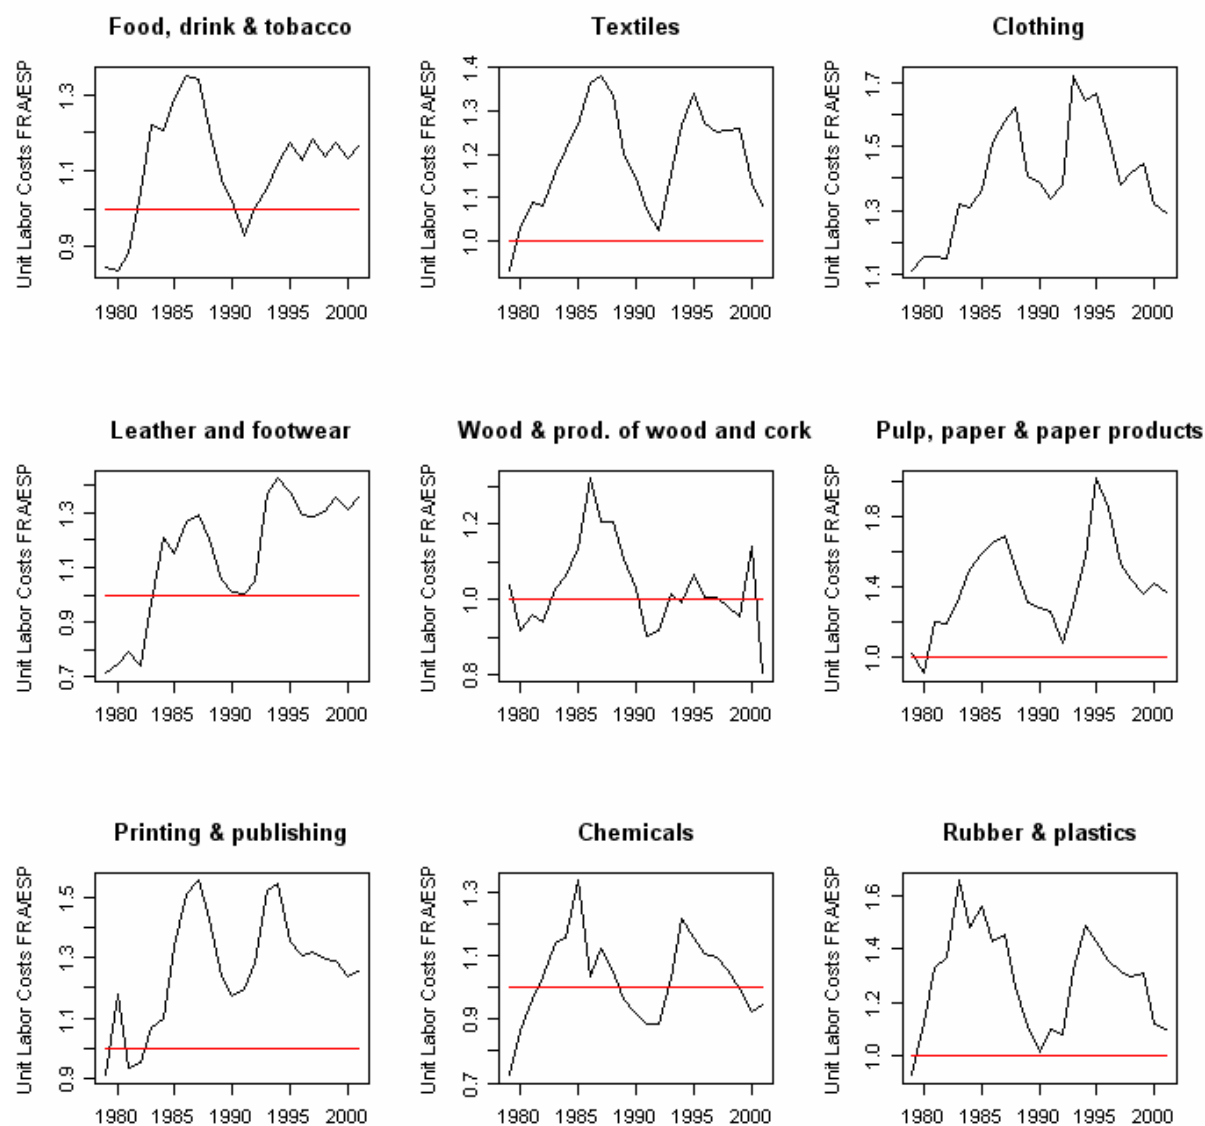 Food, drink & tobacco
Unit Labor Costs FRA/ESP
0.9 1.1 1.3
1980 1985 1990 1995 2000
Textiles
Unit Labor Costs FRA/ESP
1.0 1.1 1.2 1.3 1.4
1980 1985 1990 1995 2000
Clothing
Unit Labor Costs FRA/ESP
1.1 1.3 1.5 1.7
1980 1985 1990 1995 2000
Leather and footwear
Unit Labor Costs FRA/ESP
0.7 0.9 1.1 1.3
1980 1985 1990 1995 2000
Wood & prod. of wood and cork
Unit Labor Costs FRA/ESP
0.8 1.0 1.2
1980 1985 1990 1995 2000
Pulp, paper & paper products
Unit Labor Costs FRA/ESP
1.0 1.4 1.8
1980 1985 1990 1995 2000
Printing & publishing
Unit Labor Costs FRA/ESP
0.9 1.1 1.3 1.5
1980 1985 1990 1995 2000
Chemicals
Unit Labor Costs FRA/ESP
0.7 0.9 1.1 1.3
1980 1985 1990 1995 2000
Rubber & plastics
Unit Labor Costs FRA/ESP
1.0 1.2 1.4 1.6
1980 1985 1990 1995 2000